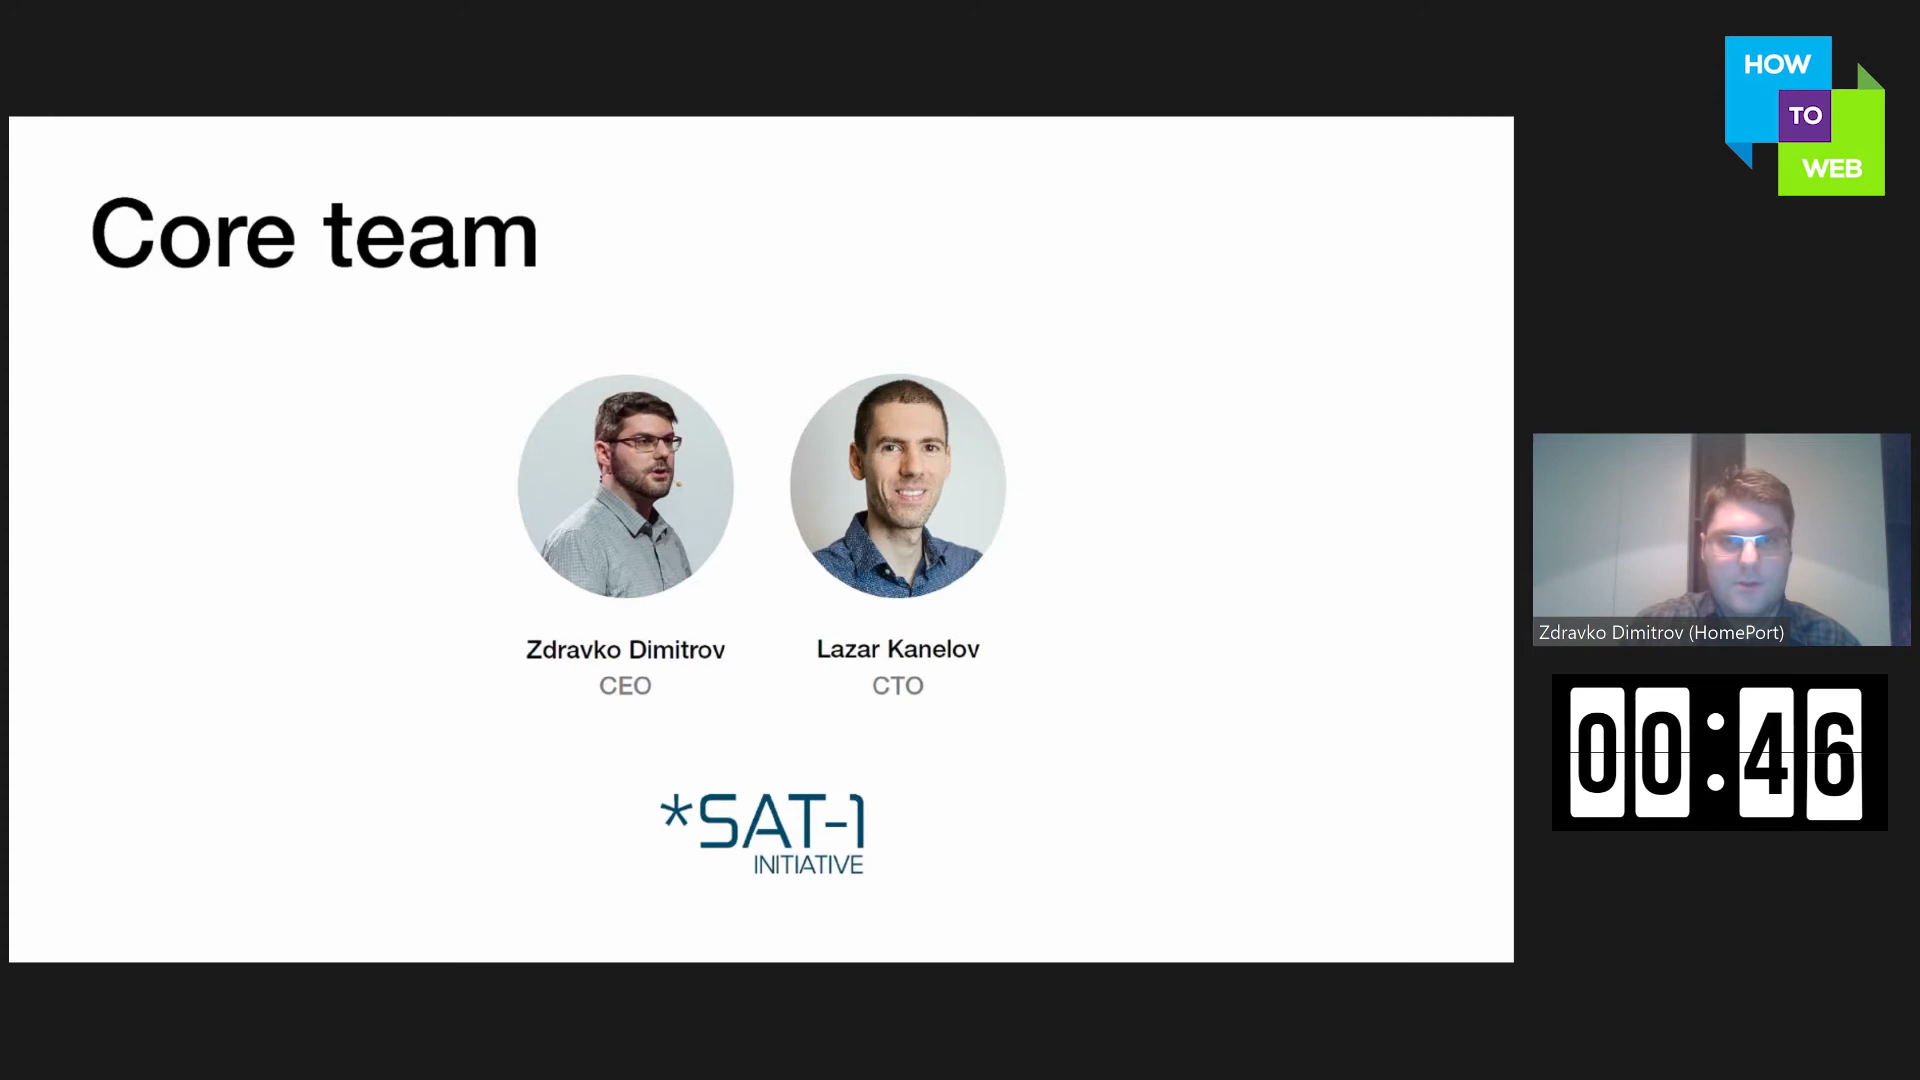 HOW
TO
WEB
Core team
Zdravko Dimitrov
CEO
Lazar Kanelov
CTO
*SAT-1
INITIATIVE
Zdravko Dimitrov (HomePort)
00:46